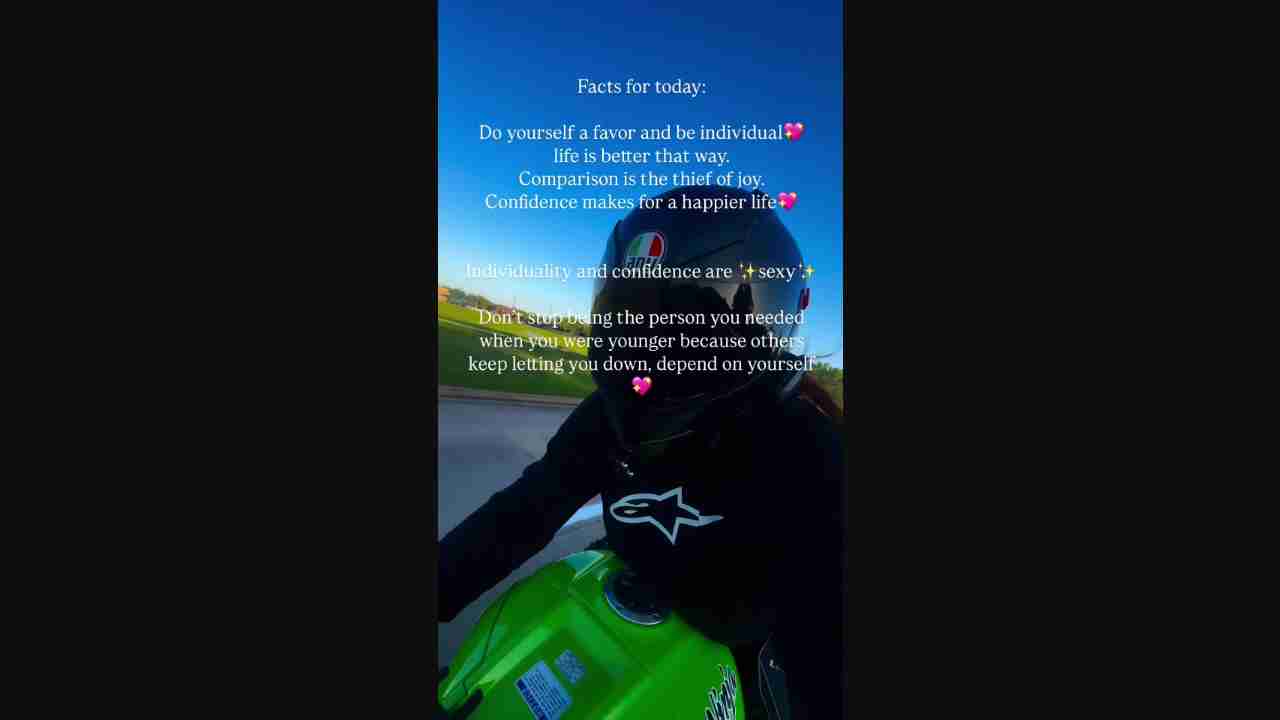 Facts for today:
Do yourself a favor and be individual💖
life is better that way.
Comparison is the thief of joy.
Confidence makes for a happier life💖
Individuality and confidence are ✨sexy✨
Don't stop being the person you needed
when you were younger because others
keep letting you down, depend on yourself
💖
Ninja